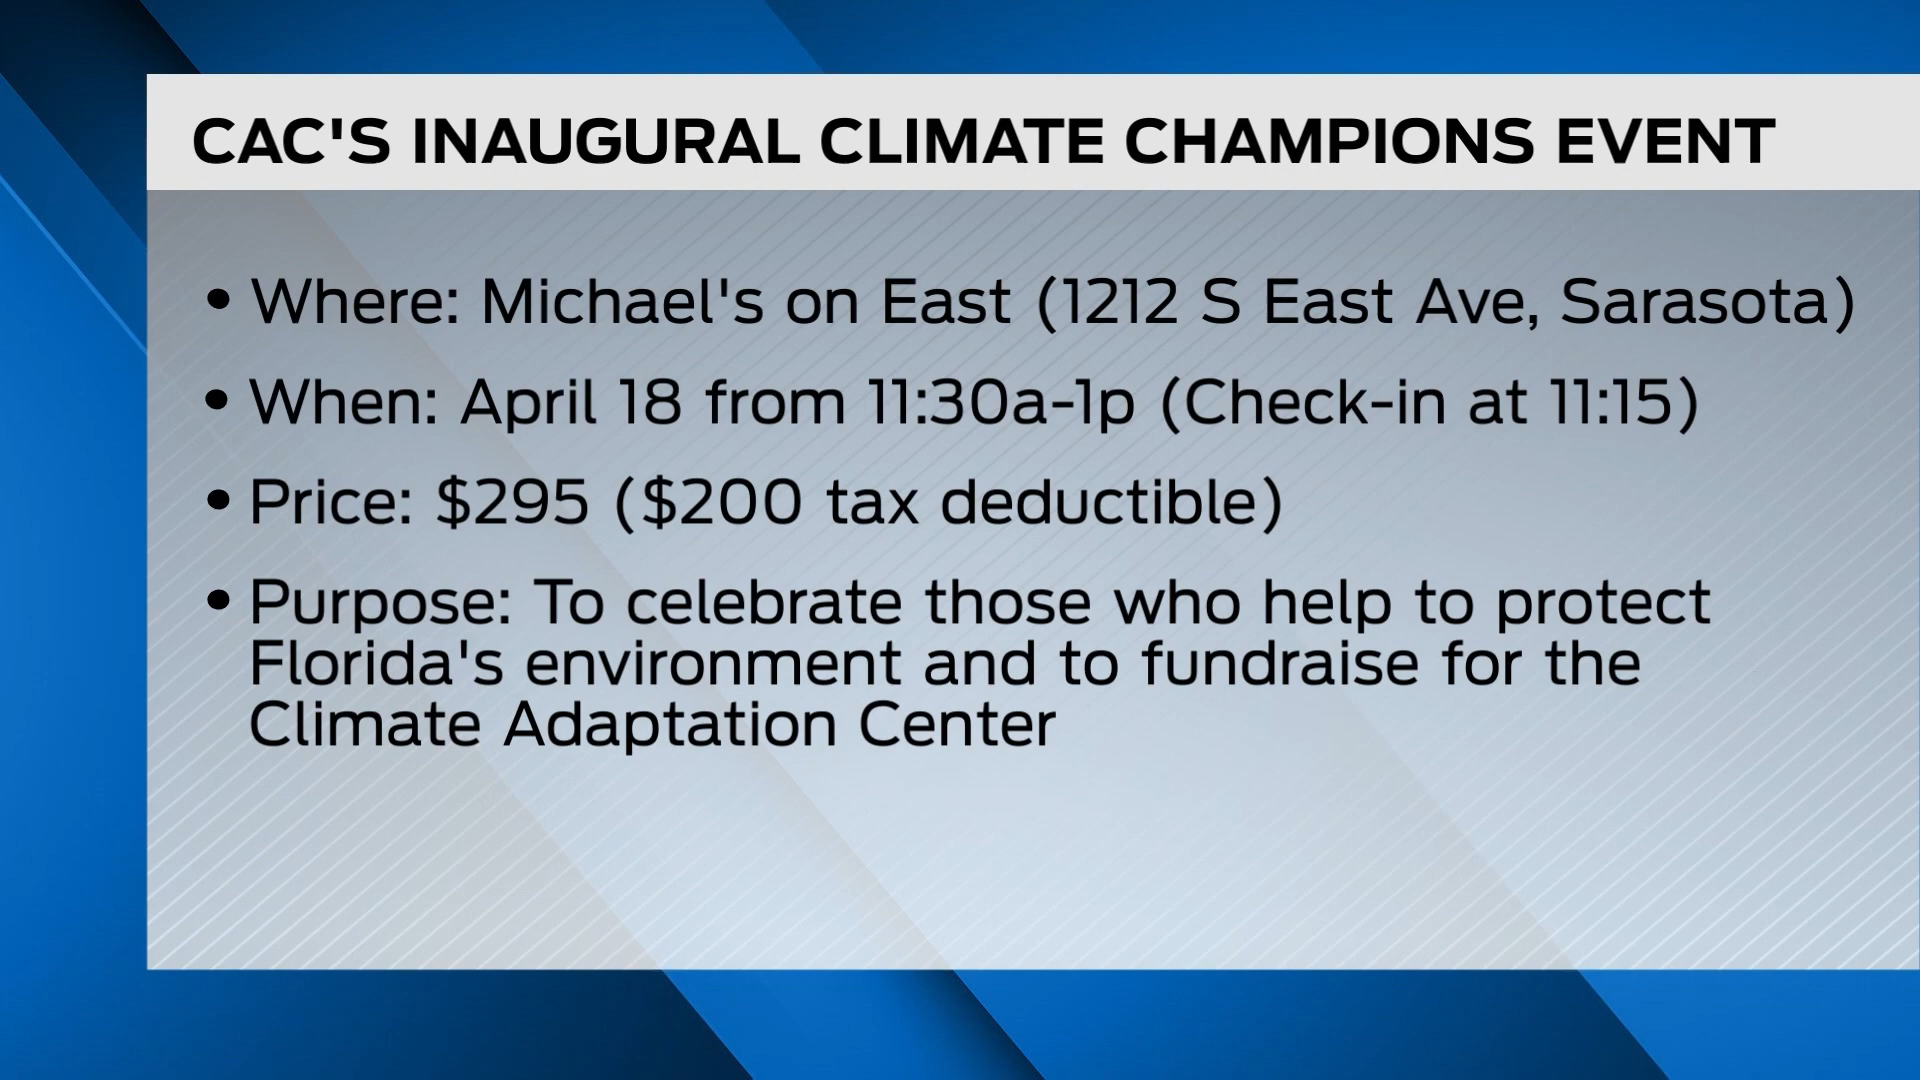 CAC'S INAUGURAL CLIMATE CHAMPIONS EVENT
• Where: Michael's on East (1212 S East Ave, Sarasota)
• When: April 18 from 11:30a-1p (Check-in at 11:15)
• Price: $295 ($200 tax deductible)
• Purpose: To celebrate those who help to protect
Florida's environment and to fundraise for the
Climate Adaptation Center